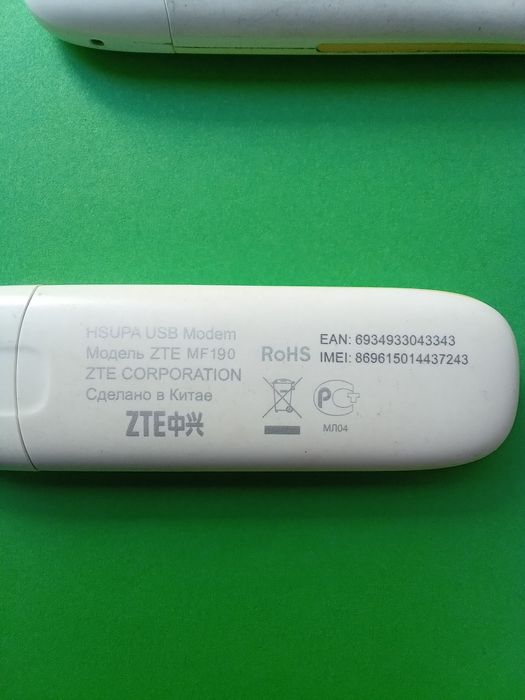 HSUPA USB Modem
Модель ZTE MF190
ZTE CORPORATION
Сделано в Китае
ZTE中兴
RoHS
EAN: 6934933043343
IMEI: 869615014437243
РСТ
МЛ04